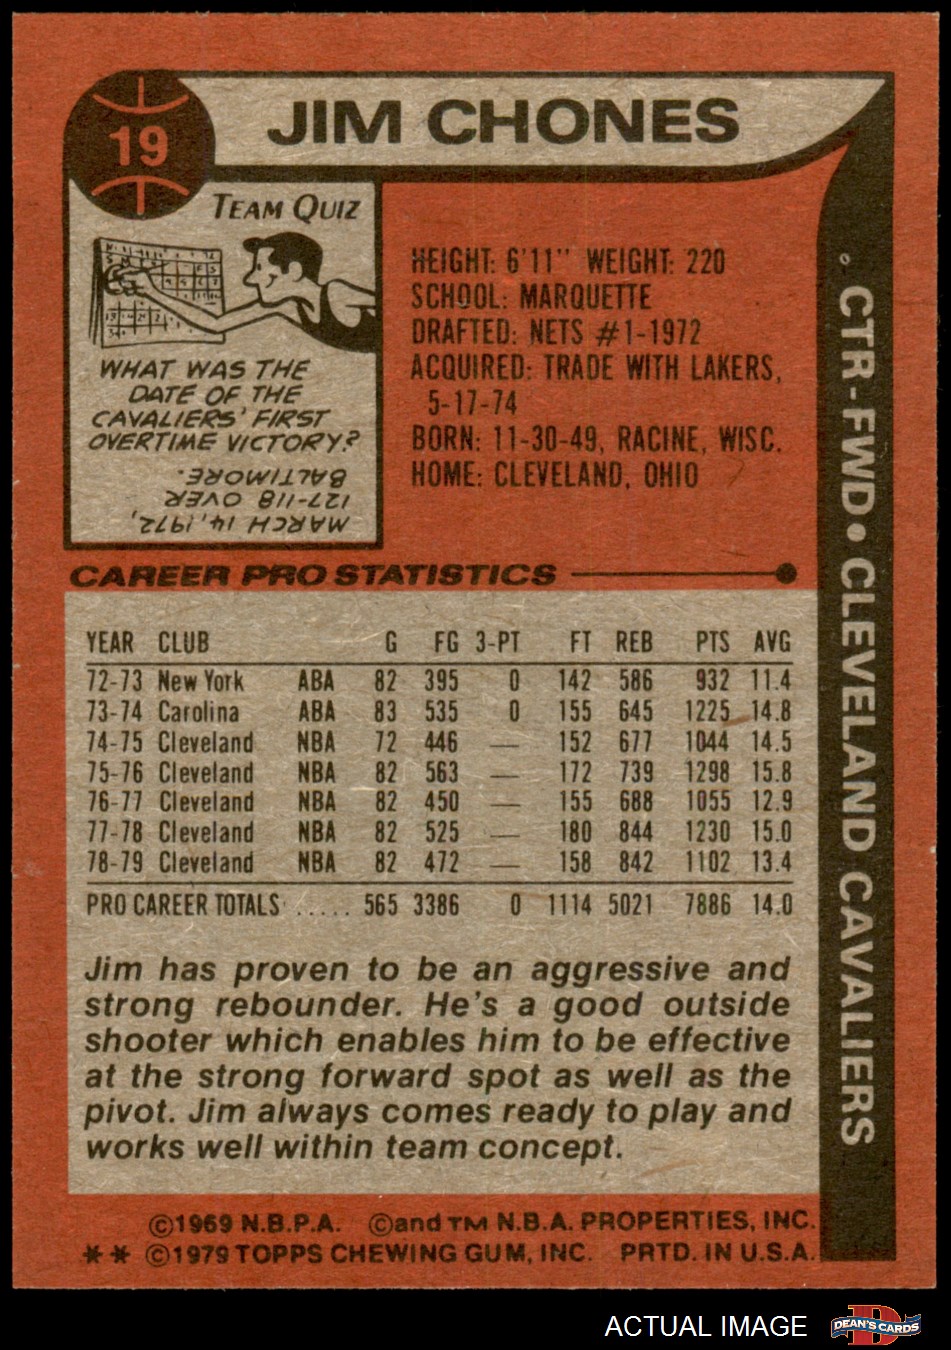 19
JIM CHONES
TEAM QUIZ
WHAT WAS THE
DATE OF THE
CAVALIERS' FIRST
OVERTIME VICTORY?
MARCH 14, 1972,
127-118 OVER
BALTIMORE.
HEIGHT: 6'11" WEIGHT: 220
SCHOOL: MARQUETTE
DRAFTED: NETS #1-1972
ACQUIRED: TRADE WITH LAKERS,
5-17-74
BORN: 11-30-49, RACINE, WISC.
HOME: CLEVELAND, OHIO
CTR-FWD • CLEVELAND CAVALIERS
CAREER PRO STATISTICS
YEAR CLUB G FG 3-PT FT REB PTS AVG
72-73 New York ABA 82 395 0 142 586 932 11.4
73-74 Carolina ABA 83 535 0 155 645 1225 14.8
74-75 Cleveland NBA 72 446 — 152 677 1044 14.5
75-76 Cleveland NBA 82 563 — 172 739 1298 15.8
76-77 Cleveland NBA 82 450 — 155 688 1055 12.9
77-78 Cleveland NBA 82 525 — 180 844 1230 15.0
78-79 Cleveland NBA 82 472 — 158 842 1102 13.4
PRO CAREER TOTALS ..... 565 3386 0 1114 5021 7886 14.0
Jim has proven to be an aggressive and
strong rebounder. He's a good outside
shooter which enables him to be effective
at the strong forward spot as well as the
pivot. Jim always comes ready to play and
works well within team concept.
©1969 N.B.P.A. ©and TM N.B.A. PROPERTIES, INC.
** ©1979 TOPPS CHEWING GUM, INC. PRTD. IN U.S.A.
ACTUAL IMAGE
D
DEAN'S CARDS